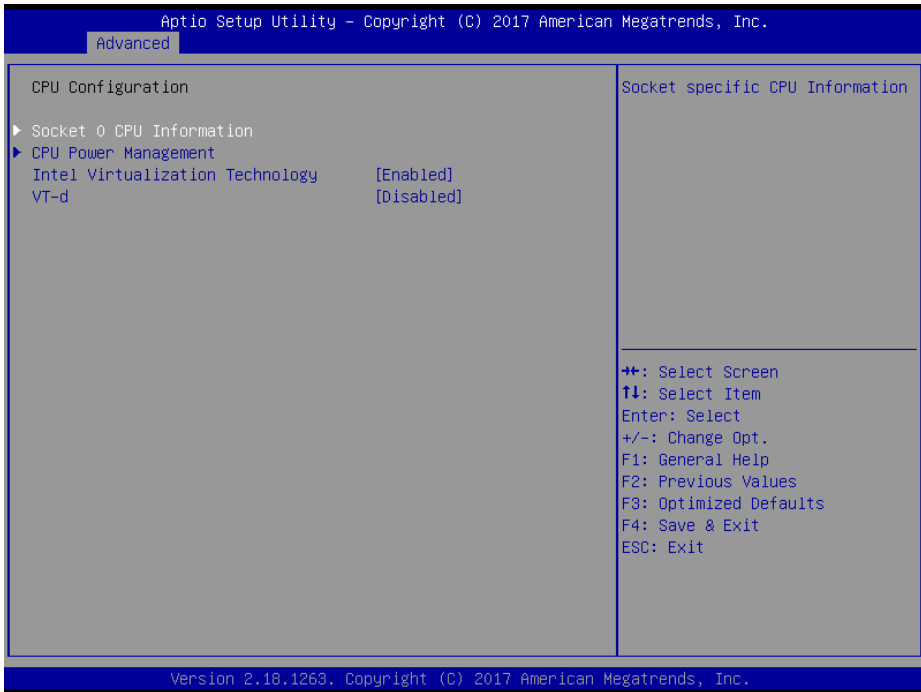 Aptio Setup Utility – Copyright (C) 2017 American Megatrends, Inc.
Advanced
CPU Configuration
Socket 0 CPU Information
CPU Power Management
Intel Virtualization Technology [Enabled]
VT-d [Disabled]
Socket specific CPU Information
→←: Select Screen
↑↓: Select Item
Enter: Select
+/-: Change Opt.
F1: General Help
F2: Previous Values
F3: Optimized Defaults
F4: Save & Exit
ESC: Exit
Version 2.18.1263. Copyright (C) 2017 American Megatrends, Inc.